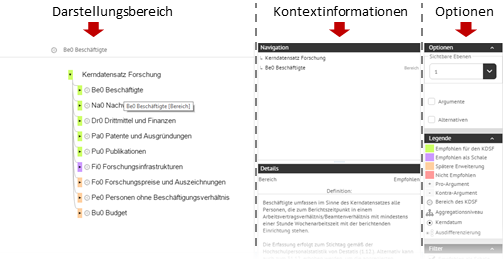 Darstellungsbereich
Kontextinformationen
Optionen
Be0 Beschäftigte
Kerndatensatz Forschung
Be0 Beschäftigte
Na0 Nachw
Be0 Beschäftigte [Bereich]
Dr0 Drittmittel und Finanzen
Pa0 Patente und Ausgründungen
Pu0 Publikationen
Fi0 Forschungsinfrastrukturen
Fo0 Forschungspreise und Auszeichnungen
Pe0 Personen ohne Beschäftigungsverhältnis
Bu0 Budget
Navigation
Kerndatensatz Forschung
Be0 Beschäftigte
Bereich
Details
Bereich
Empfohlen
Definition:
Beschäftigte umfassen im Sinne des Kerndatensatzes alle
Personen, die zum Berichtszeitpunkt in einem
Arbeitsvertragsverhältnis/Beamtenverhältnis mit mindestens
einer Stunde Wochenarbeitszeit mit der berichtenden
Einrichtung stehen.
Die Erfassung erfolgt zum Stichtag gemäß der
Optionen
Sichtbare Ebenen
1
Argumente
Alternativen
Legende
Empfohlen für den KDSF
Empfohlen als Schale
Spätere Erweiterung
Nicht Empfohlen
Pro-Argument
Kontra-Argument
Bereich des KDSF
Aggregationsniveau
Kerndatum
Ausdifferenzierung
Filter